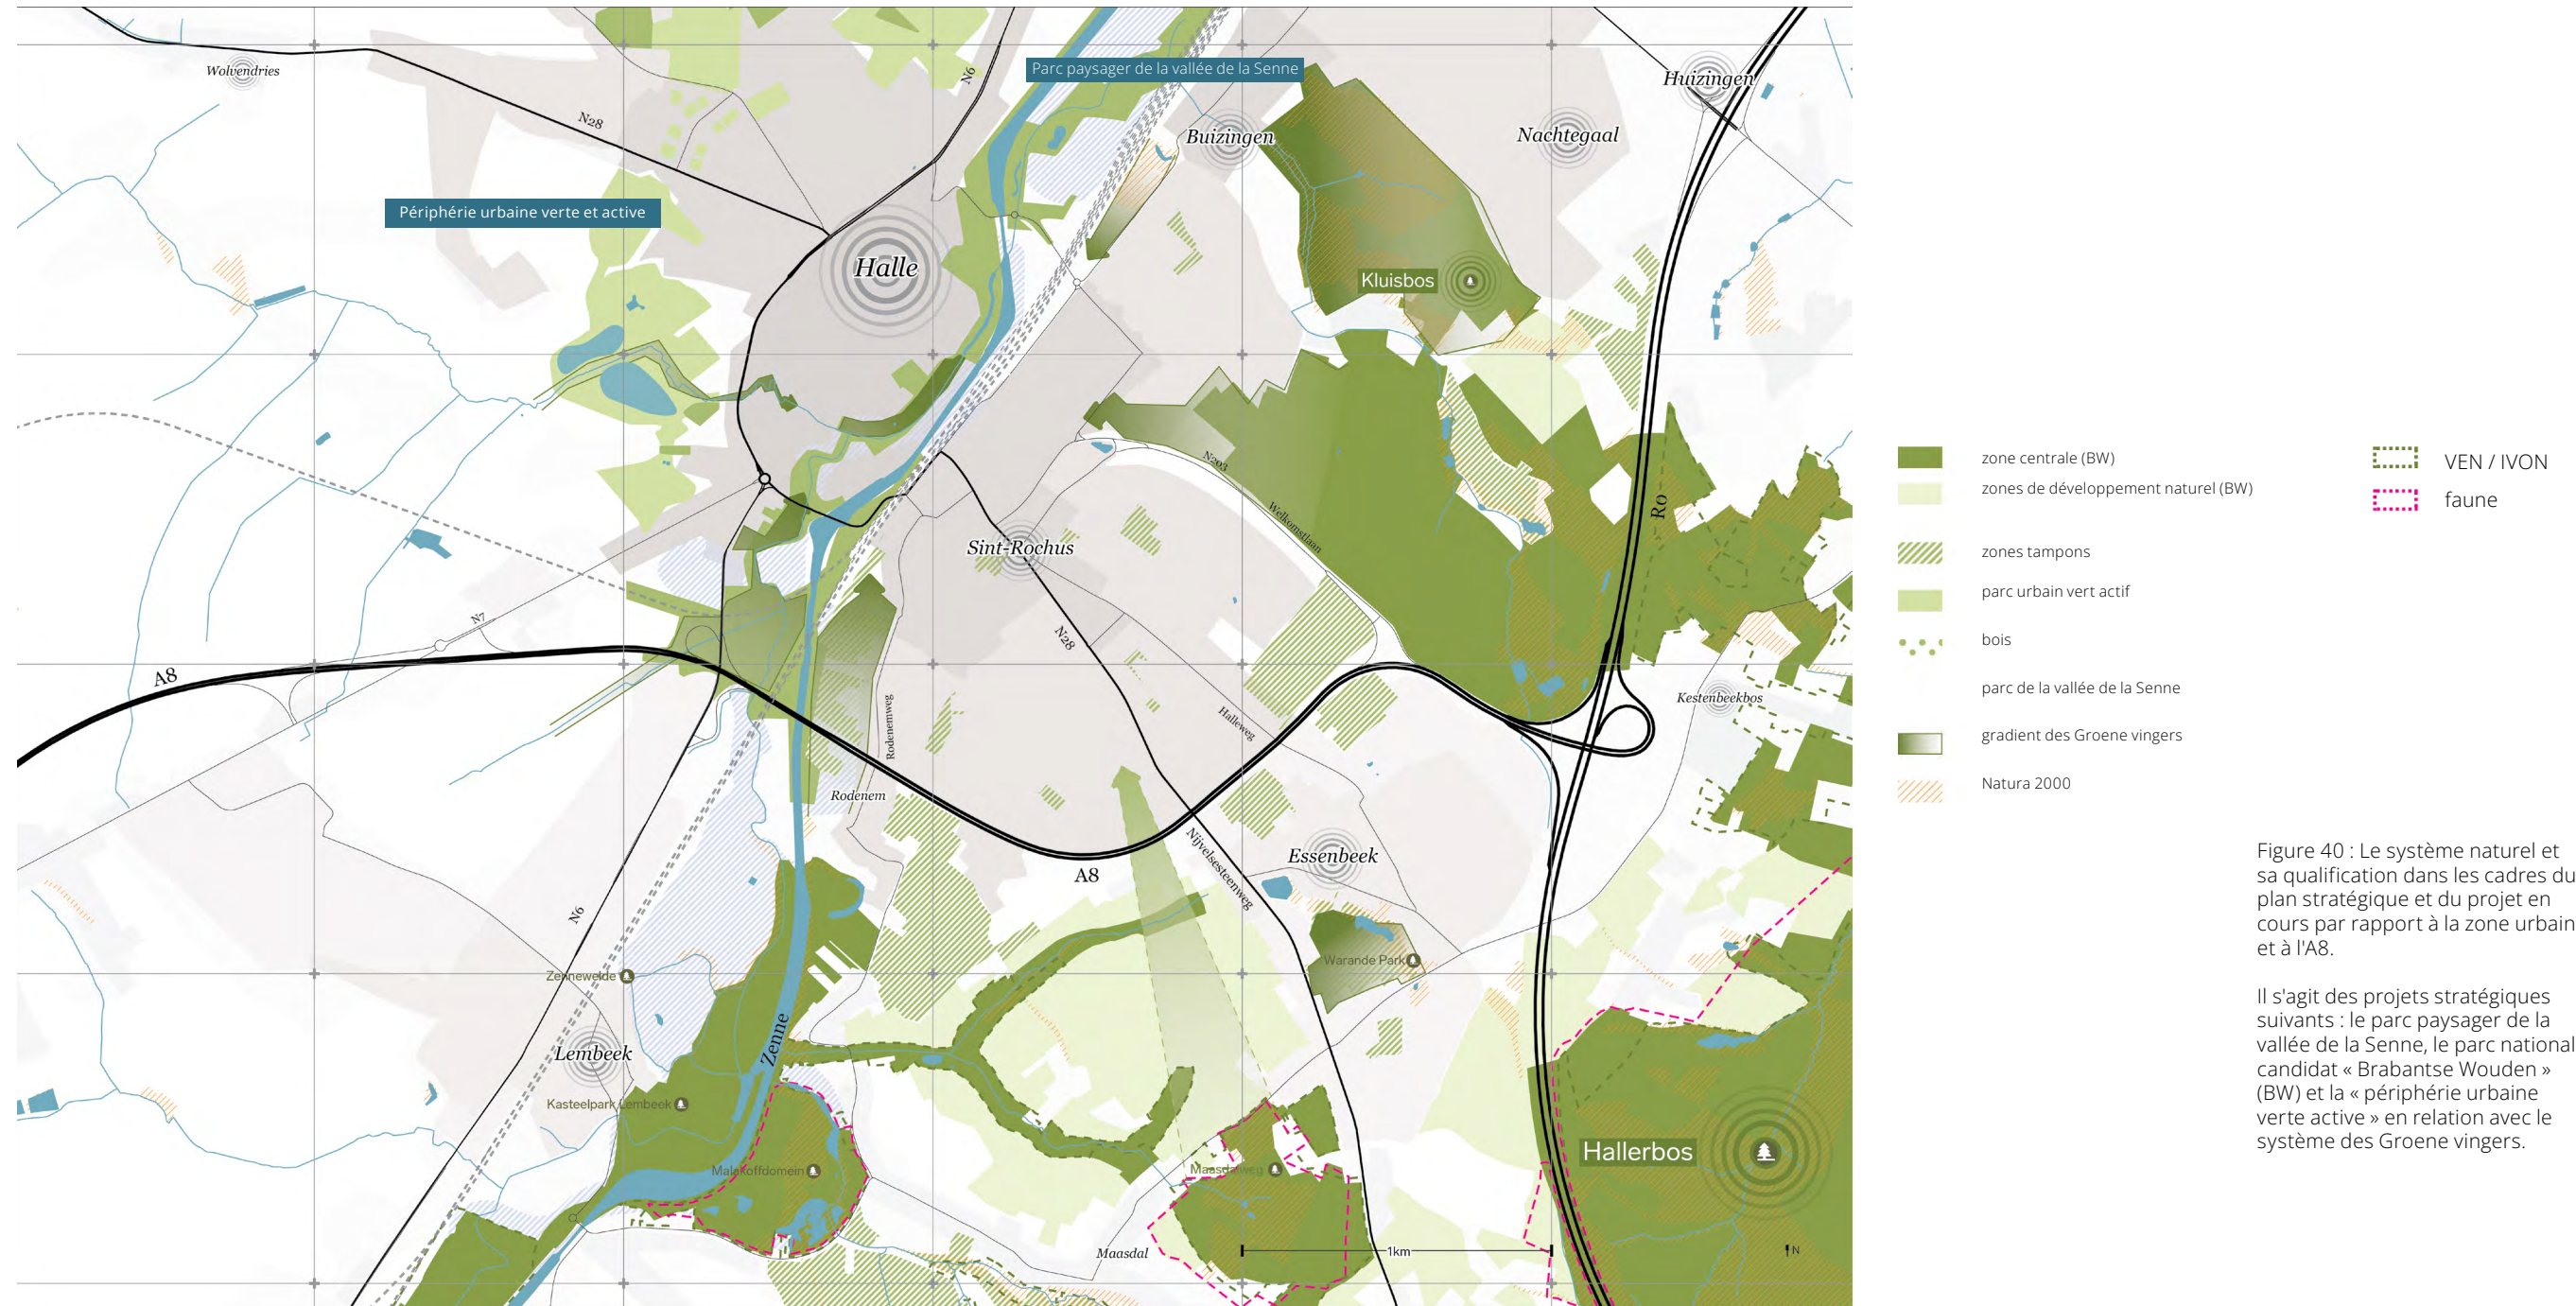 Wolvendries
N28
N6
Parc paysager de la vallée de la Senne
Buizingen
Nachtegaal
Huizingen
Périphérie urbaine verte et active
Halle
Kluisbos
N203
Welkomstlaan
R0
Sint-Rochus
N28
N7
A8
Rodenemweg
Halleweg
Kestenbeekbos
Rodenem
A8
Nijvelsesteenweg
Essenbeek
N6
Zennewelde
Warande Park
Zenne
Lembeek
Kasteelpark Lembeek
Malakoffdomein
Maasdalweg
Hallerbos
Maasdal
1km
N
zone centrale (BW)
zones de développement naturel (BW)
zones tampons
parc urbain vert actif
bois
parc de la vallée de la Senne
gradient des Groene vingers
Natura 2000
VEN / IVON
faune
Figure 40 : Le système naturel et
sa qualification dans les cadres du
plan stratégique et du projet en
cours par rapport à la zone urbain
et à l'A8.
Il s'agit des projets stratégiques
suivants : le parc paysager de la
vallée de la Senne, le parc national
candidat « Brabantse Wouden »
(BW) et la « périphérie urbaine
verte active » en relation avec le
système des Groene vingers.